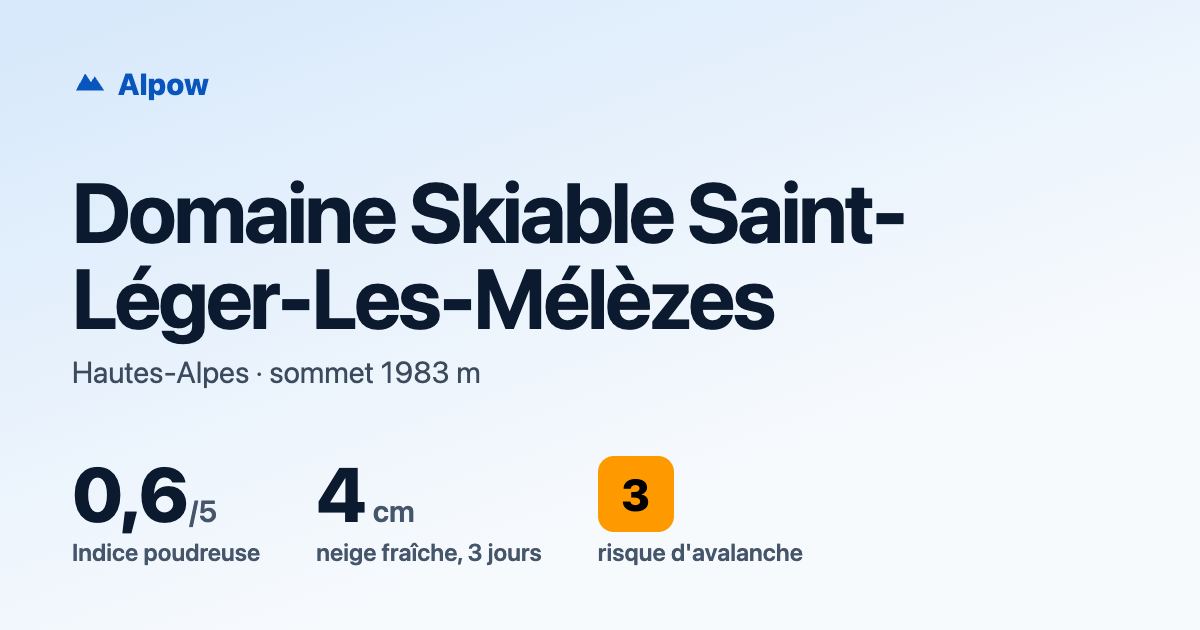 Alpow
Domaine Skiable Saint-
Léger-Les-Mélèzes
Hautes-Alpes · sommet 1983 m
0,6/5
Indice poudreuse
4 cm
neige fraîche, 3 jours
3
risque d'avalanche